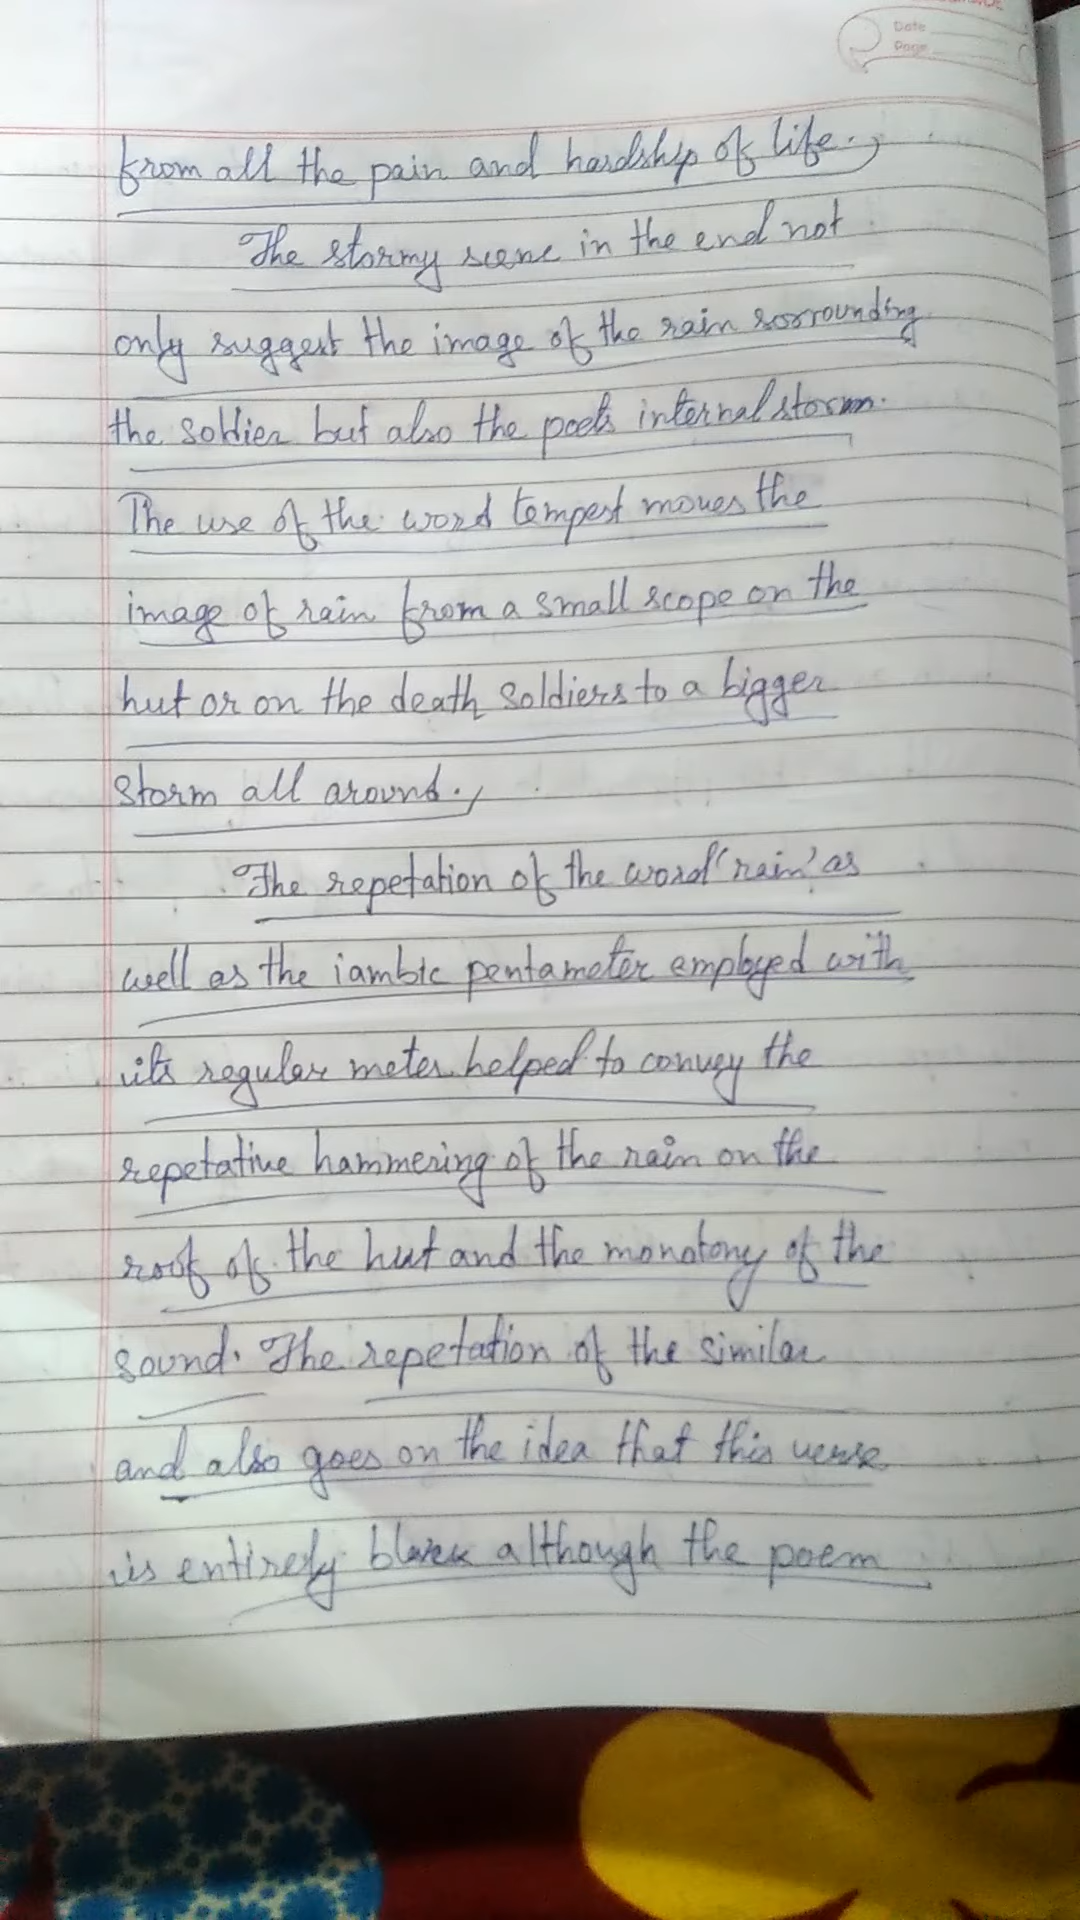 Date
Page
from all the pain and hardship of life.
The stormy scene in the end not
only suggest the image of the rain sorrounding
the soldier but also the poets internal storm.
The use of the word tempest moves the
image of rain from a small scope on the
hut or on the death soldiers to a bigger
storm all around.
The repetation of the word 'rain' as
well as the iambic pentameter employed with
its regular meter helped to convey the
repetative hammering of the rain on the
roof of the hut and the monotony of the
sound. The repetation of the similar
and also goes on the idea that this verse
is entirely although the poem